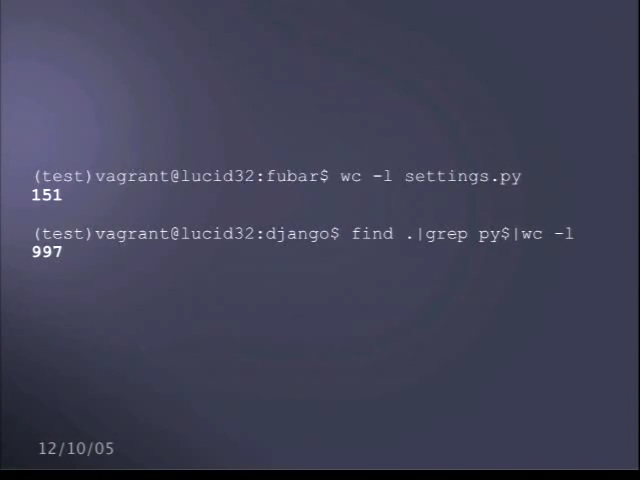 (test)vagrant@lucid32:fubar$ wc -l settings.py
151
(test)vagrant@lucid32:django$ find .|grep py$|wc -l
997
12/10/05